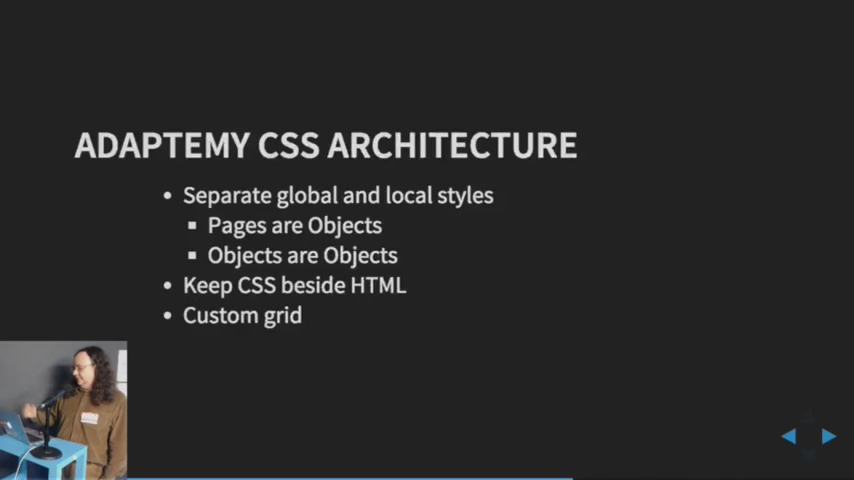 ADAPTEMY CSS ARCHITECTURE
• Separate global and local styles
▪ Pages are Objects
▪ Objects are Objects
• Keep CSS beside HTML
• Custom grid